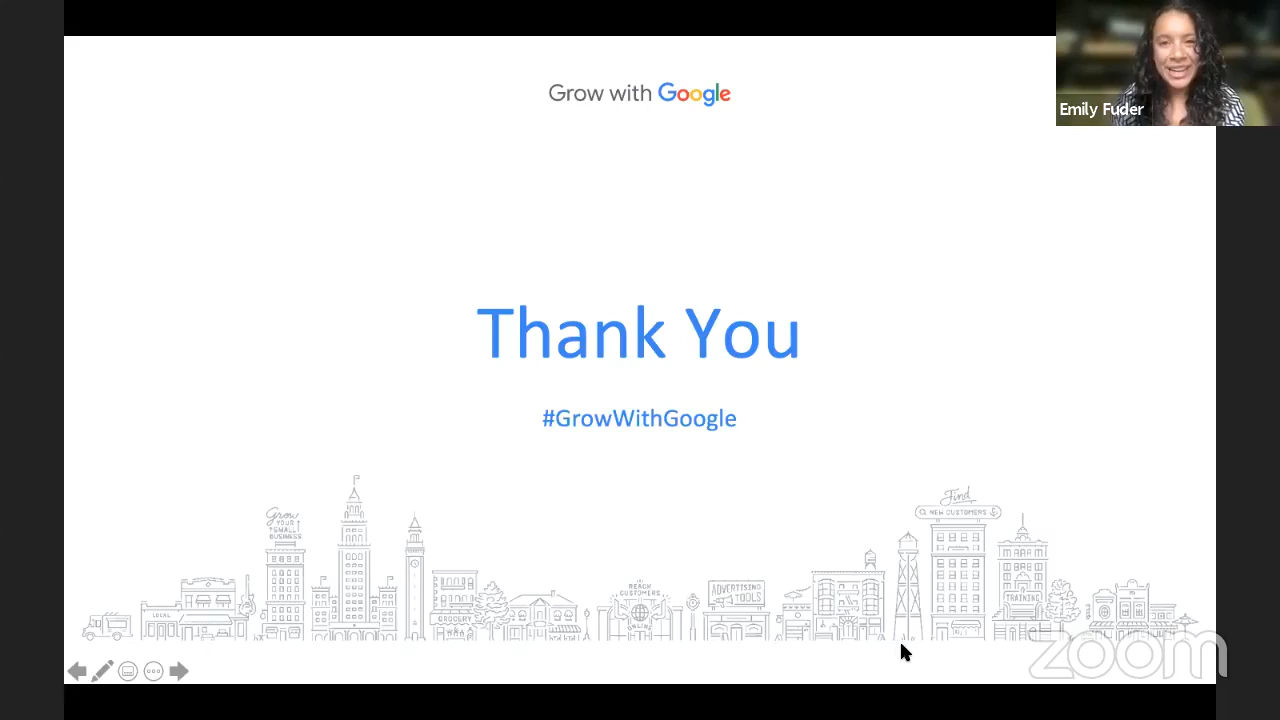 Grow with Google
Emily Fuder
Thank You
#GrowWithGoogle
Grow
YOUR
SMALL
BUSINESS
Find
NEW CUSTOMERS
REACH
CUSTOMERS
ONLINE
ADVERTISING
TOOLS
LOCAL
GROCERY
TRAINING
zoom